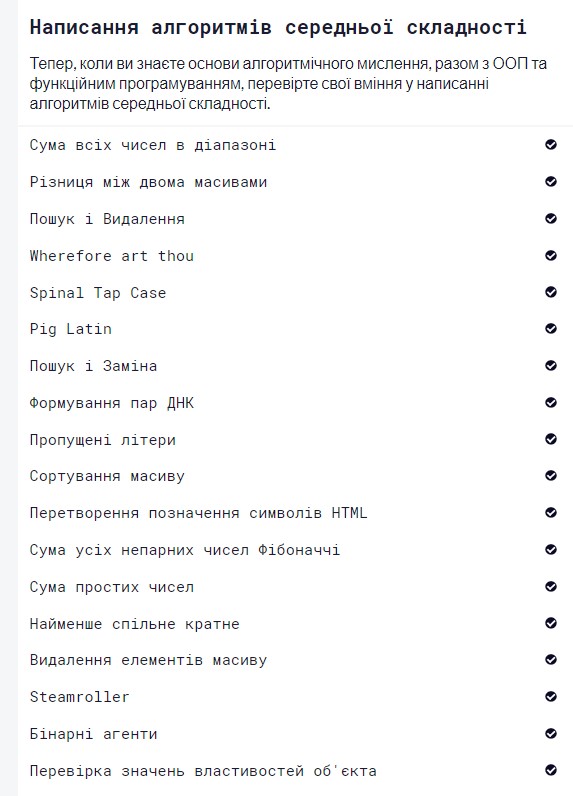 Написання алгоритмів середньої складності
Тепер, коли ви знаєте основи алгоритмічного мислення, разом з ООП та
функційним програмуванням, перевірте свої вміння у написанні
алгоритмів середньої складності.
Сума всіх чисел в діапазоні
Різниця між двома масивами
Пошук і Видалення
Wherefore art thou
Spinal Tap Case
Pig Latin
Пошук і Заміна
Формування пар ДНК
Пропущені літери
Сортування масиву
Перетворення позначення символів HTML
Сума усіх непарних чисел Фібоначчі
Сума простих чисел
Найменше спільне кратне
Видалення елементів масиву
Steamroller
Бінарні агенти
Перевірка значень властивостей об'єкта